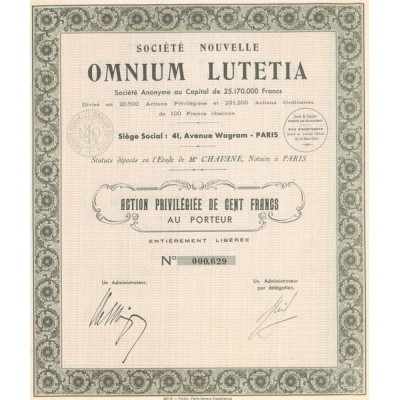 SOCIÉTÉ NOUVELLE
OMNIUM LUTETIA
Société Anonyme au Capital de 25.170.000 Francs
Divisé en 20.500 Actions Privilégiées et 231.200 Actions Ordinaires
de 100 Francs chacune
Siège Social : 41, Avenue Wagram - PARIS
Statuts déposés en l'Etude de Me CHAVANE, Notaire à PARIS
ACTION PRIVILÉGIÉE DE CENT FRANCS
AU PORTEUR
ENTIÈREMENT LIBÉRÉE
No 000.629
Un Administrateur,
Un Administrateur
par délégation,